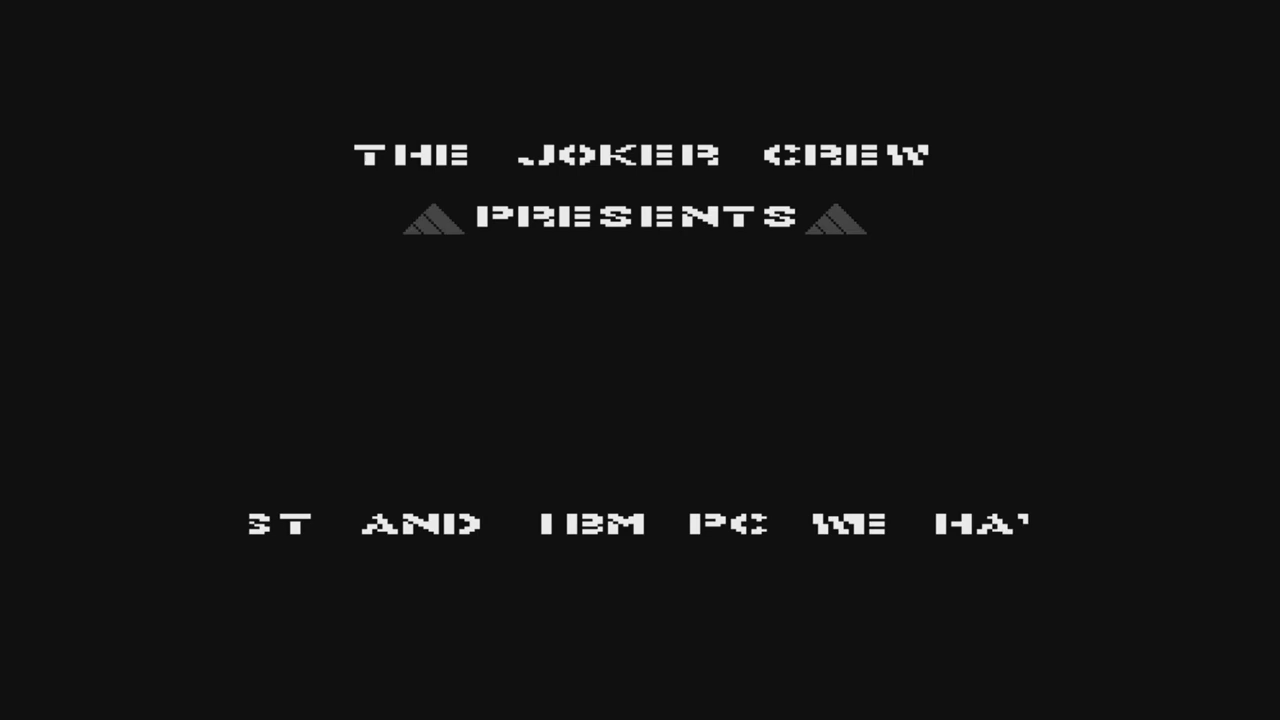 THE JOKER CREW
PRESENTS
ST AND IBM PC WE HA'